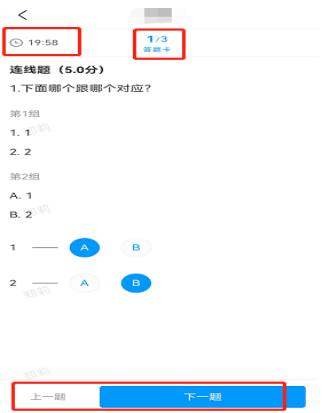 19:58
1/3
答题卡
连线题（5.0分）
1.下面哪个跟哪个对应?
第1组
1. 1
2. 2
第2组
A. 1
B. 2
1 A B
2 A B
上一题 下一题